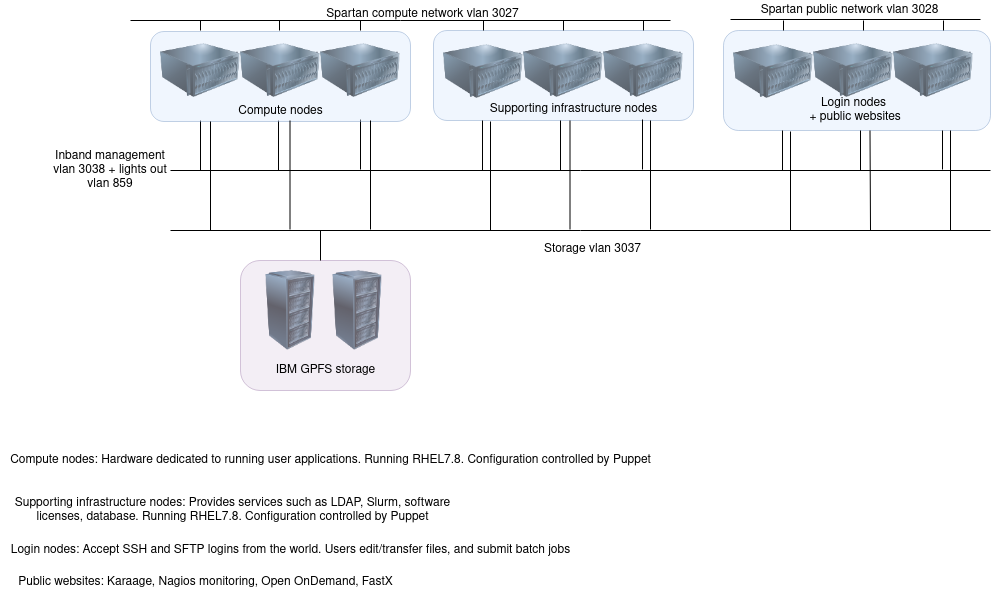 Spartan compute network vlan 3027
Spartan public network vlan 3028
Compute nodes
Supporting infrastructure nodes
Login nodes
+ public websites
Inband management
vlan 3038 + lights out
vlan 859
Storage vlan 3037
IBM GPFS storage
Compute nodes: Hardware dedicated to running user applications. Running RHEL7.8. Configuration controlled by Puppet
Supporting infrastructure nodes: Provides services such as LDAP, Slurm, software
licenses, database. Running RHEL7.8. Configuration controlled by Puppet
Login nodes: Accept SSH and SFTP logins from the world. Users edit/transfer files, and submit batch jobs
Public websites: Karaage, Nagios monitoring, Open OnDemand, FastX